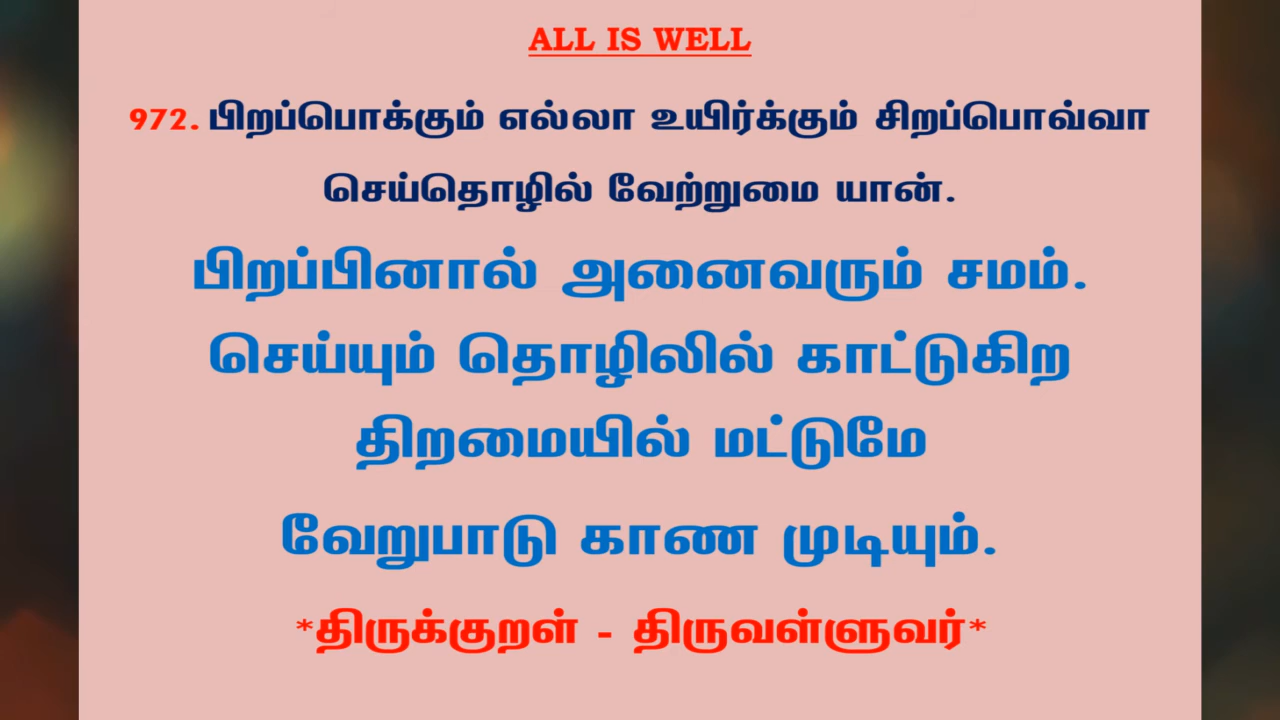 ALL IS WELL
972. பிறப்பொக்கும் எல்லா உயிர்க்கும் சிறப்பொவ்வா
செய்தொழில் வேற்றுமை யான்.
பிறப்பினால் அனைவரும் சமம்.
செய்யும் தொழிலில் காட்டுகிற
திறமையில் மட்டுமே
வேறுபாடு காண முடியும்.
*திருக்குறள் - திருவள்ளுவர்*